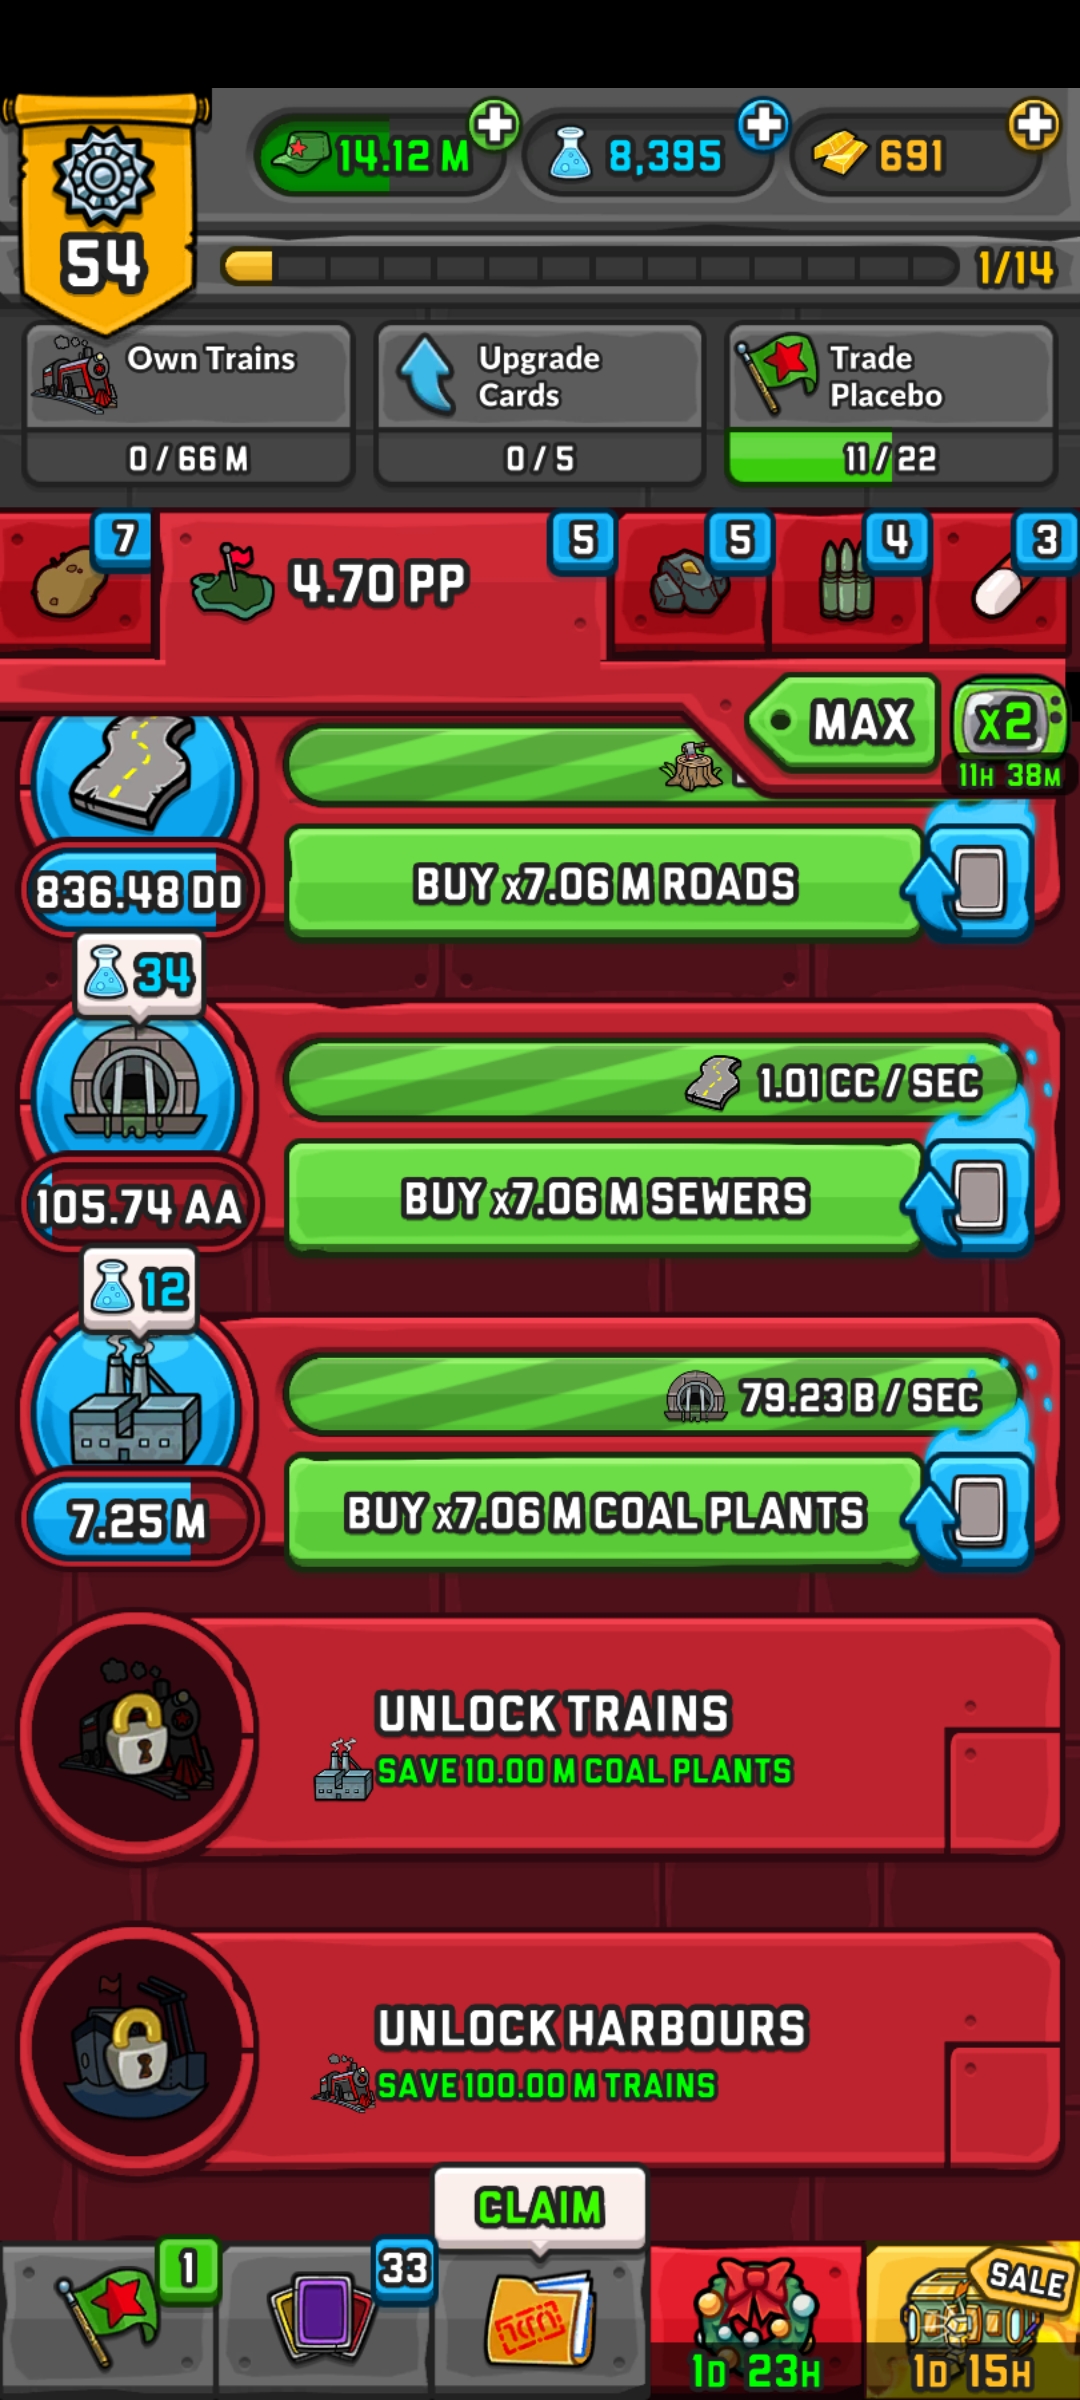 14.12 M
8,395
691
54
1/14
Own Trains
0 / 66 M
Upgrade
Cards
0 / 5
Trade
Placebo
11 / 22
7
4.70 PP
5
5
4
3
MAX
x2
11H 38M
836.48 DD
BUY x7.06 M ROADS
34
1.01 CC / SEC
105.74 AA
BUY x7.06 M SEWERS
12
79.23 B / SEC
7.25 M
BUY x7.06 M COAL PLANTS
UNLOCK TRAINS
SAVE 10.00 M COAL PLANTS
UNLOCK HARBOURS
SAVE 100.00 M TRAINS
CLAIM
1
33
1D 23H
SALE
1D 15H